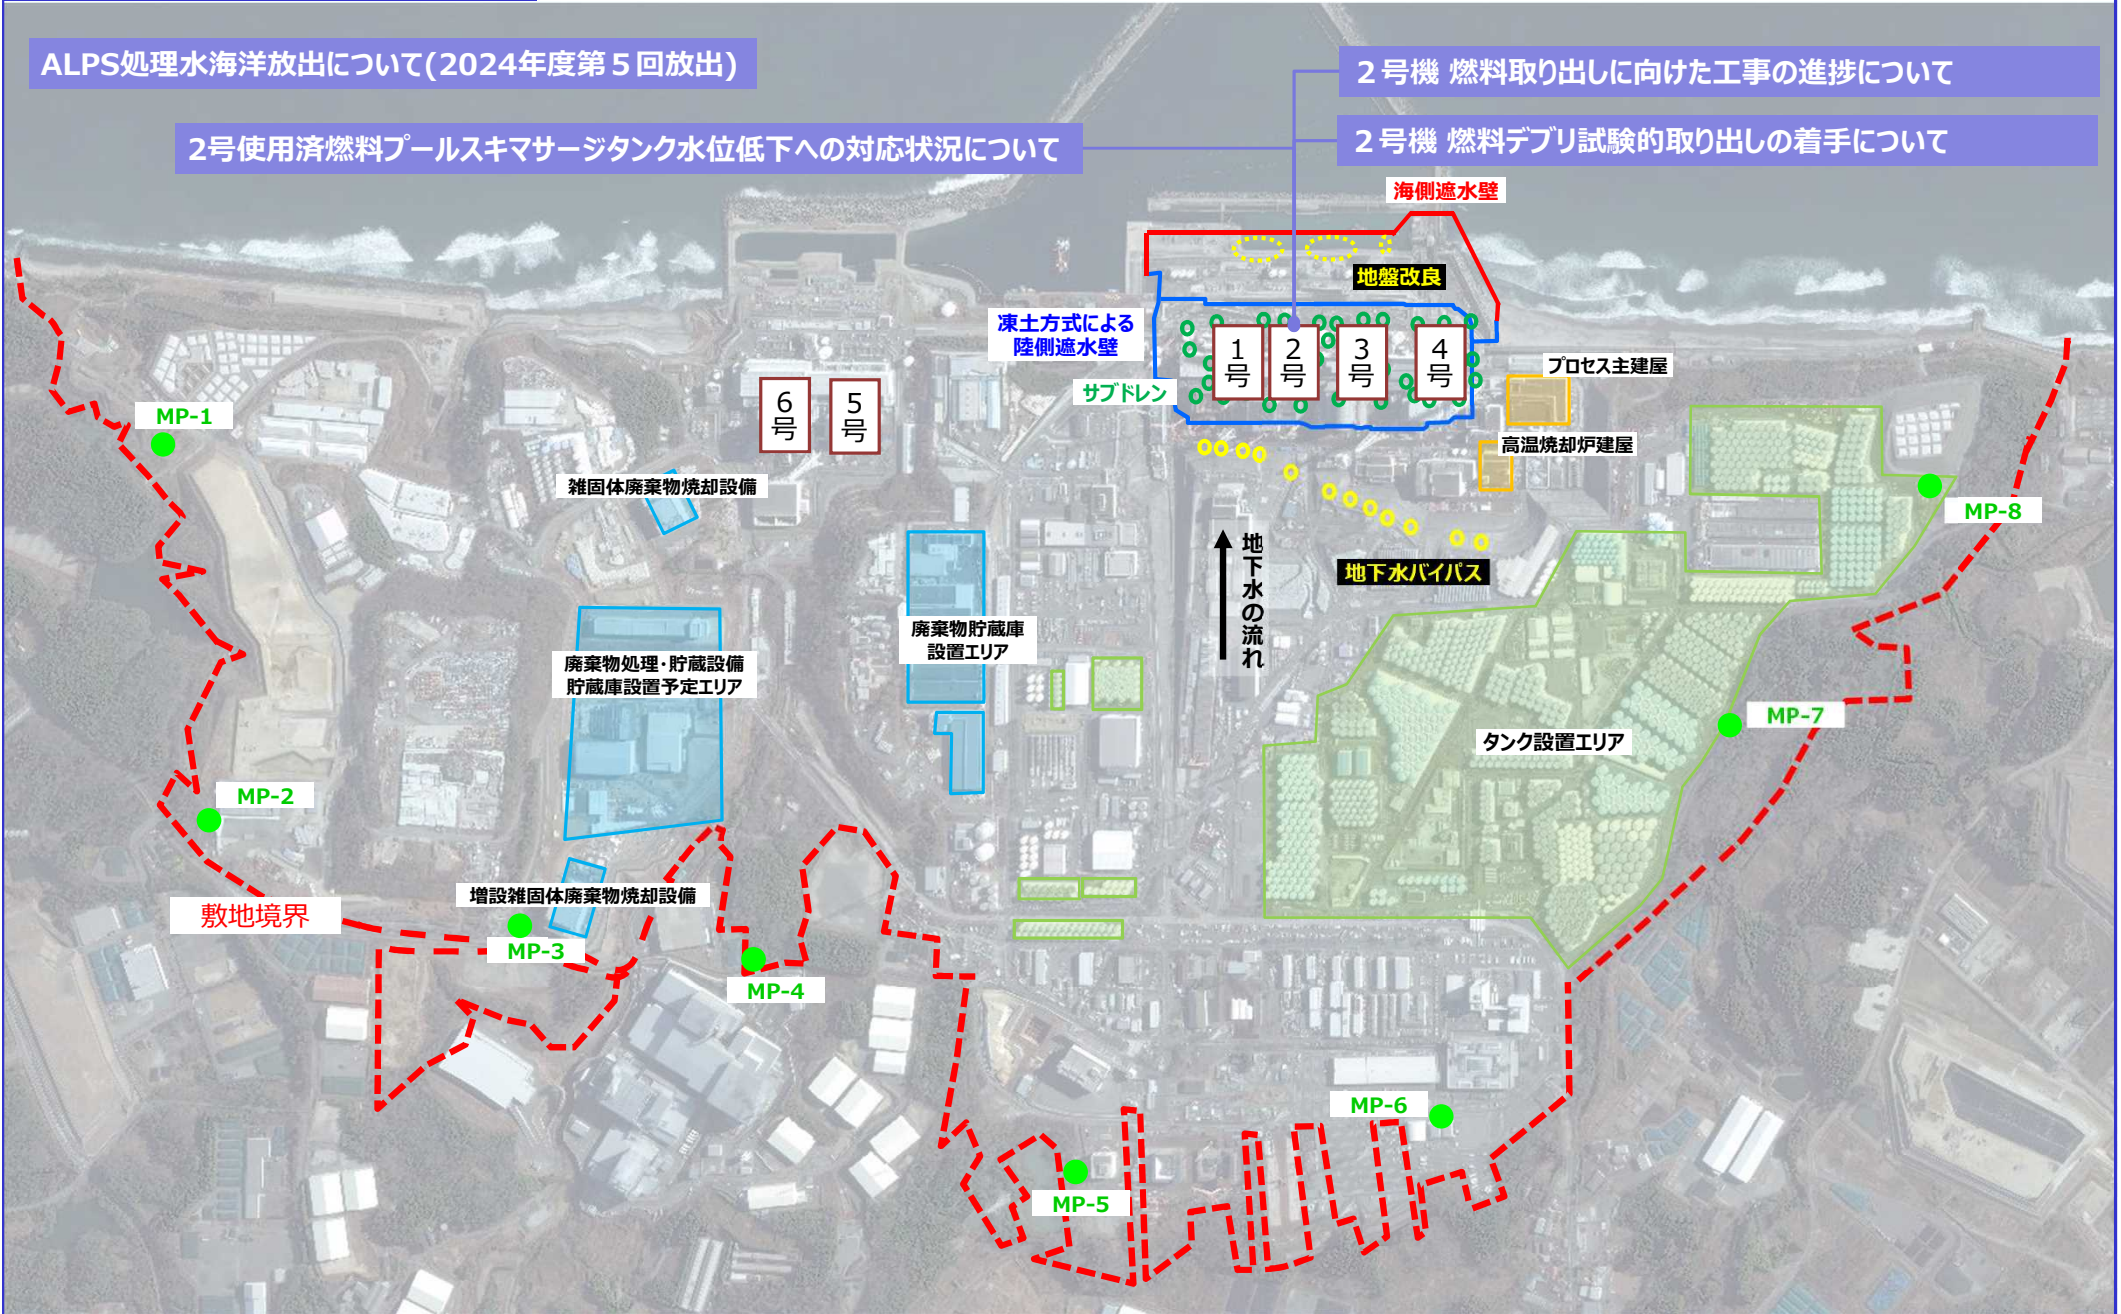 ALPS処理水海洋放出について(2024年度第５回放出)
２号機 燃料取り出しに向けた工事の進捗について
2号使用済燃料プールスキマサージタンク水位低下への対応状況について
２号機 燃料デブリ試験的取り出しの着手について
海側遮水壁
地盤改良
凍土方式による
陸側遮水壁
サブドレン
1
号
2
号
3
号
4
号
プロセス主建屋
高温焼却炉建屋
6
号
5
号
MP-1
雑固体廃棄物焼却設備
MP-8
地下水の流れ
地下水バイパス
廃棄物貯蔵庫
設置エリア
廃棄物処理・貯蔵設備
貯蔵庫設置予定エリア
MP-7
タンク設置エリア
MP-2
増設雑固体廃棄物焼却設備
敷地境界
MP-3
MP-4
MP-6
MP-5